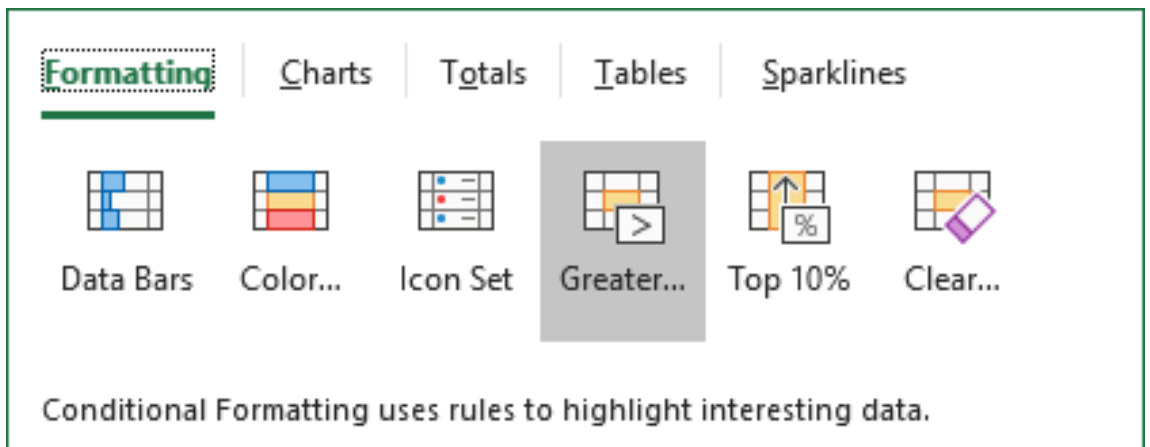 Formatting Charts Totals Tables Sparklines
> %
Data Bars Color... Icon Set Greater... Top 10% Clear...
Conditional Formatting uses rules to highlight interesting data.